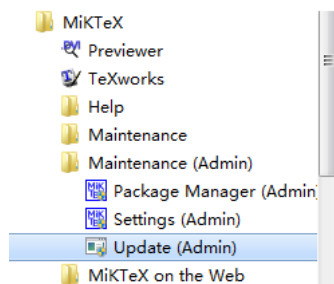 MiKTeX
Previewer
TeXworks
Help
Maintenance
Maintenance (Admin)
Package Manager (Admin
Settings (Admin)
Update (Admin)
MiKTeX on the Web